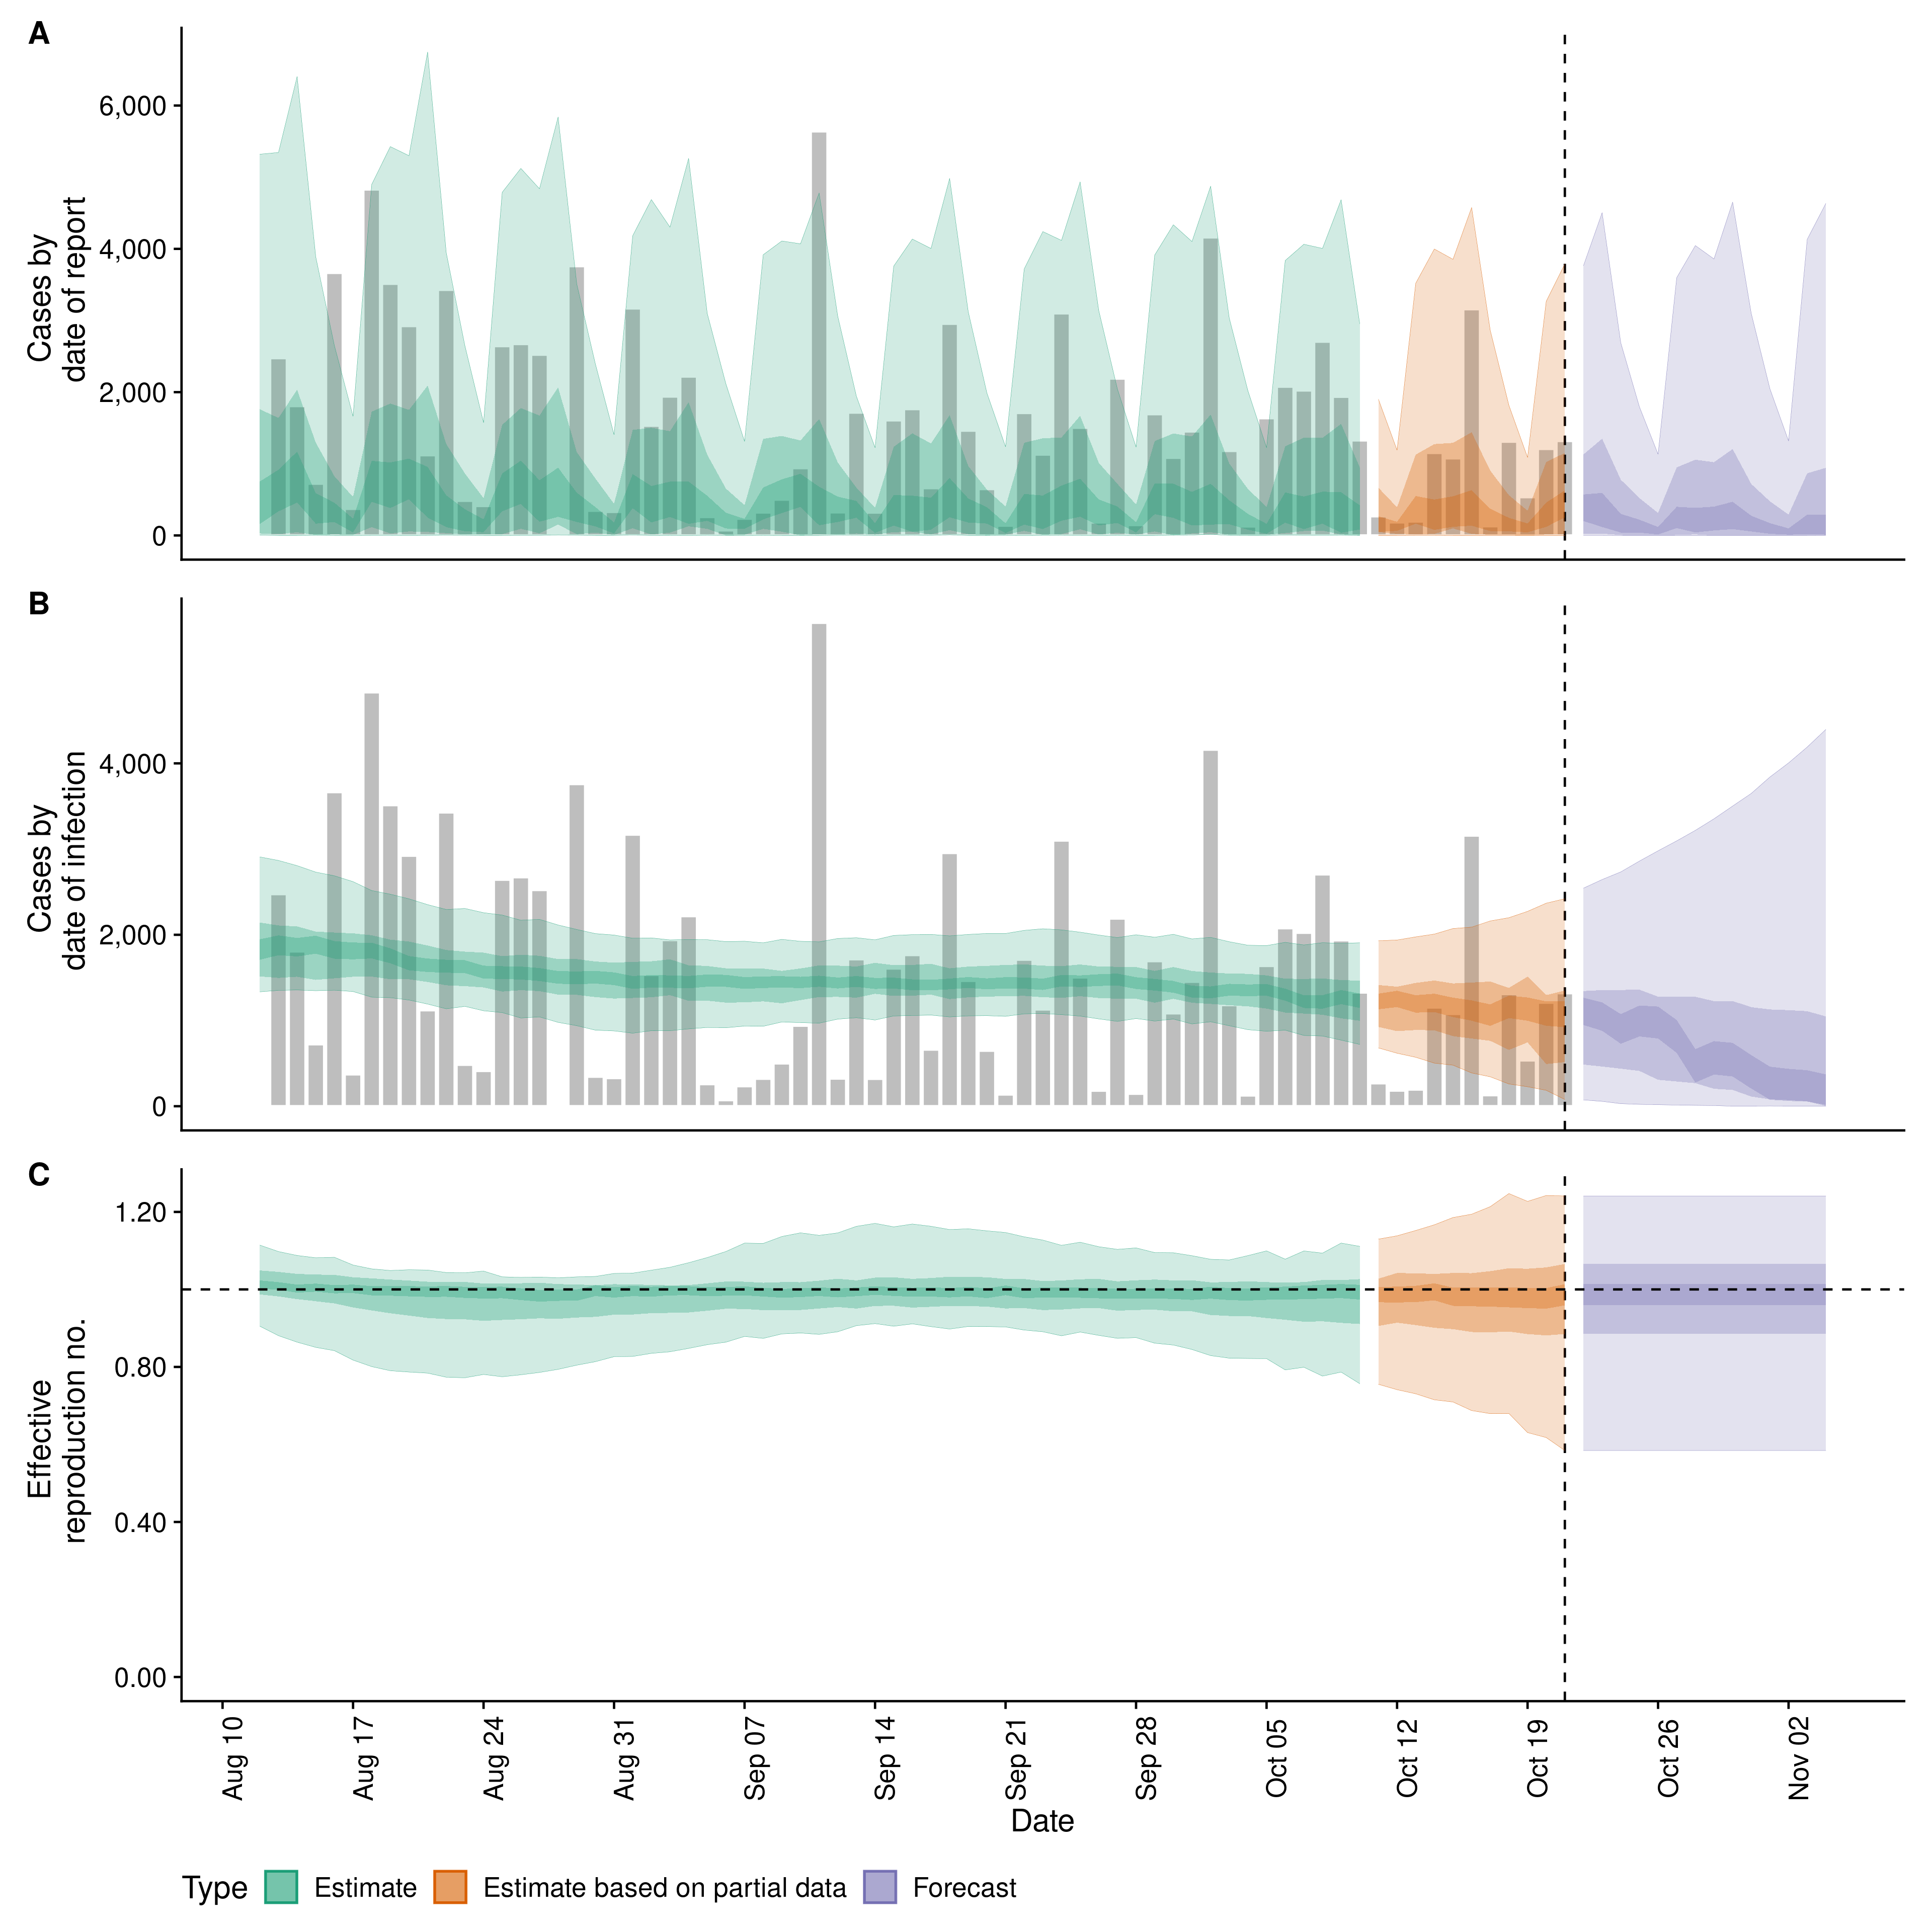 A
Cases by
date of report
6,000
4,000
2,000
0
B
Cases by
date of infection
4,000
2,000
0
C
Effective
reproduction no.
1.20
0.80
0.40
0.00
Aug 10
Aug 17
Aug 24
Aug 31
Sep 07
Sep 14
Sep 21
Sep 28
Oct 05
Oct 12
Oct 19
Oct 26
Nov 02
Date
Type Estimate Estimate based on partial data Forecast